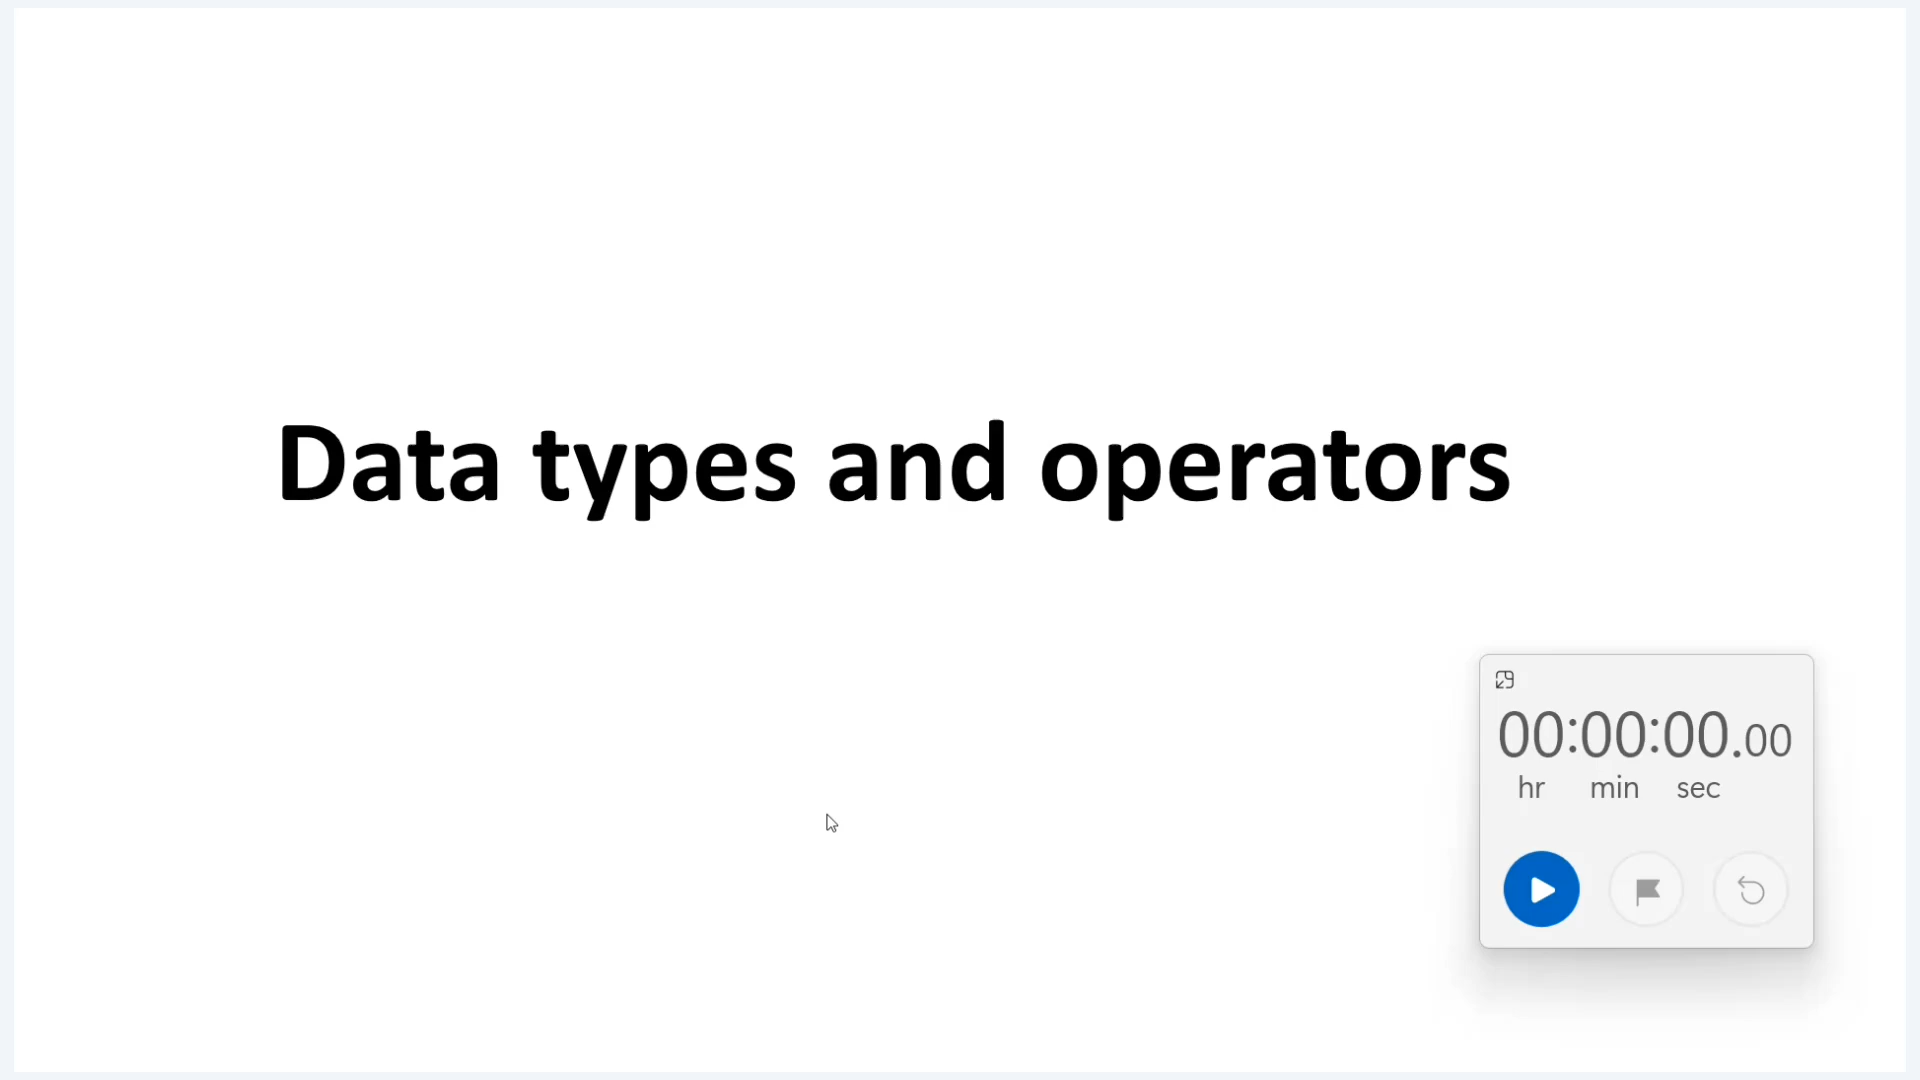 Data types and operators
00:00:00.00
hr min sec